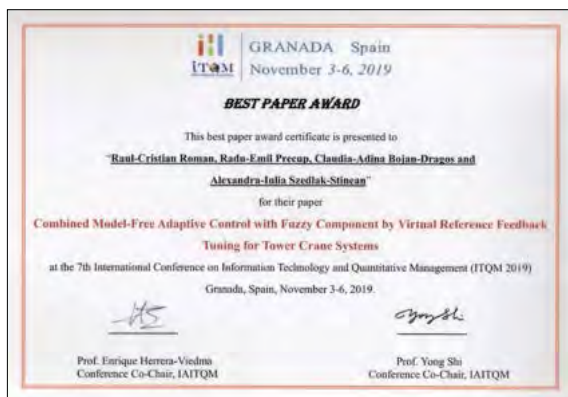 iTQM
GRANADA Spain
November 3-6, 2019
BEST PAPER AWARD
This best paper award certificate is presented to
"Raul-Cristian Roman, Radu-Emil Precup, Claudia-Adina Bojan-Dragos and
Alexandra-Iulia Szedlak-Stinean"
for their paper
Combined Model-Free Adaptive Control with Fuzzy Component by Virtual Reference Feedback
Tuning for Tower Crane Systems
at the 7th International Conference on Information Technology and Quantitative Management (ITQM 2019)
Granada, Spain, November 3-6, 2019.
Yong Shi
Prof. Enrique Herrera-Viedma
Conference Co-Chair, IAITQM
Prof. Yong Shi
Conference Co-Chair, IAITQM